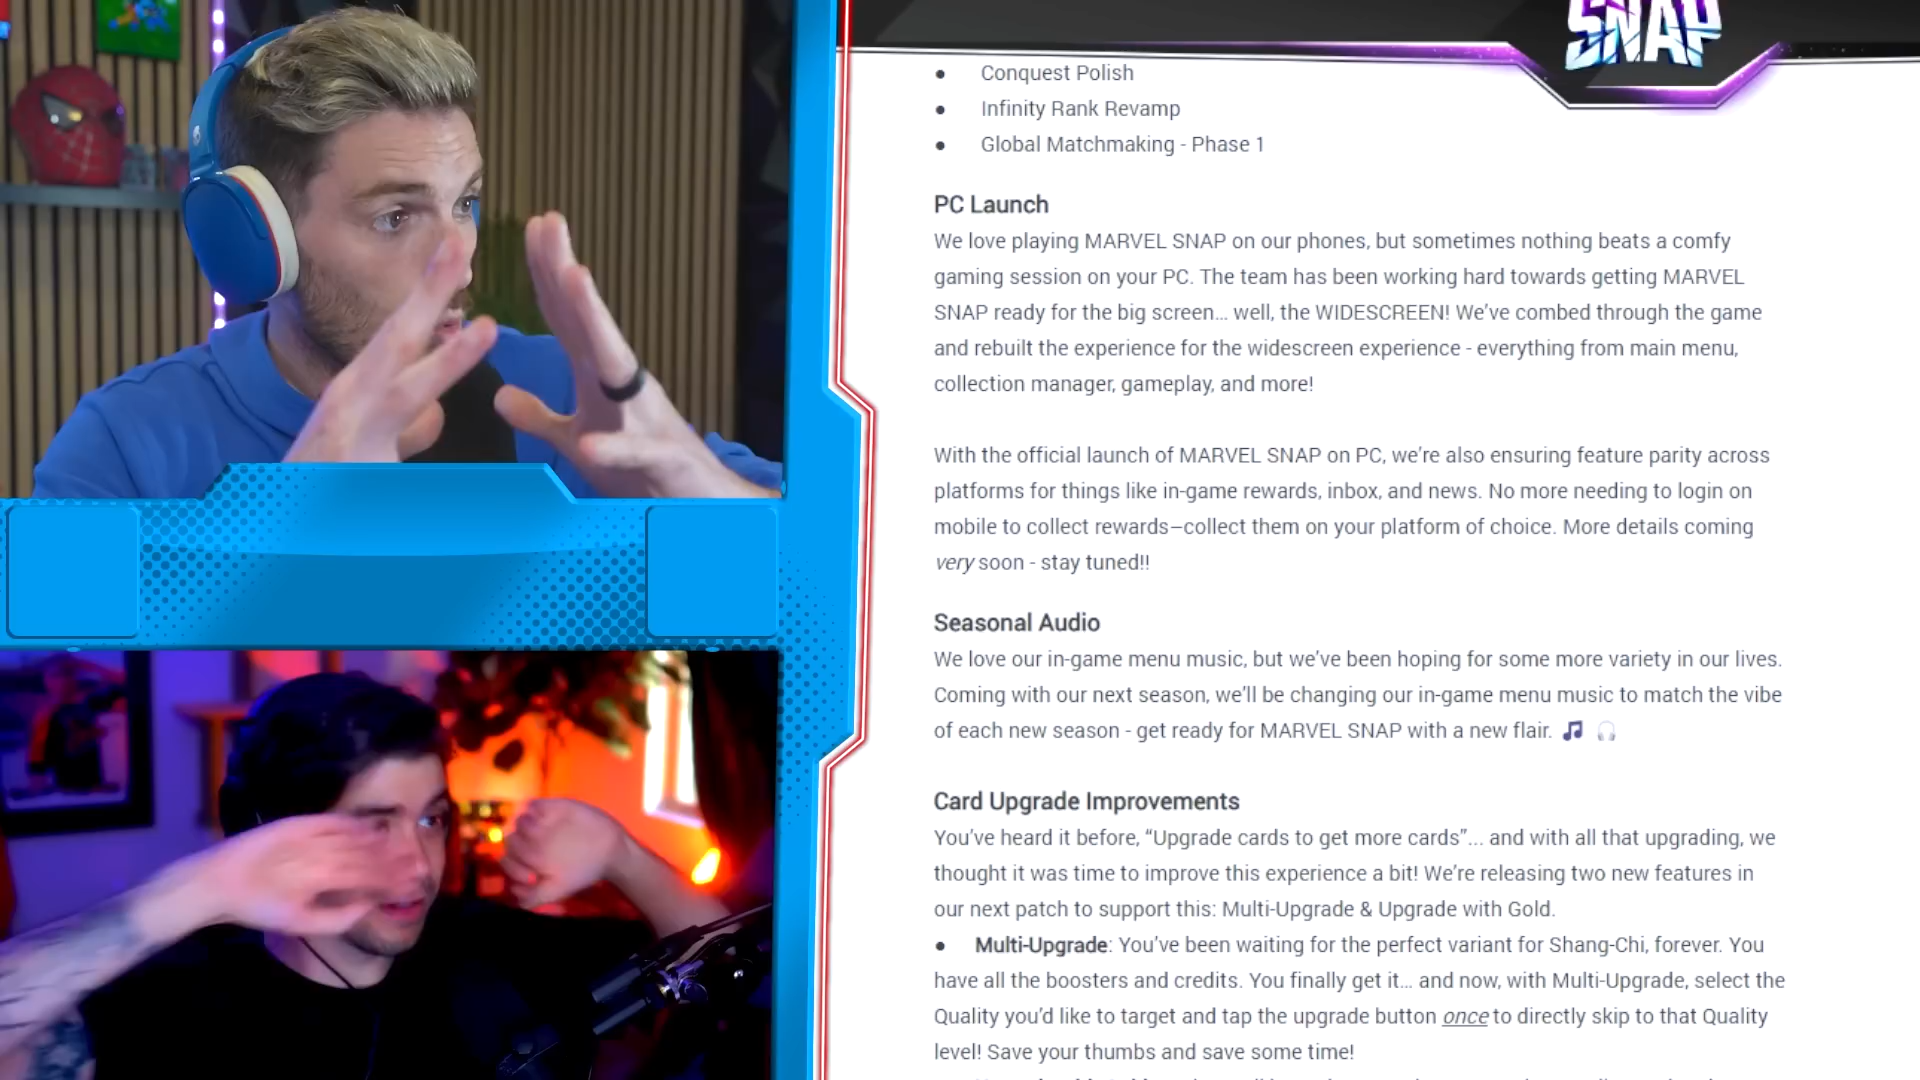 SNAP
● Conquest Polish
● Infinity Rank Revamp
● Global Matchmaking - Phase 1
PC Launch
We love playing MARVEL SNAP on our phones, but sometimes nothing beats a comfy
gaming session on your PC. The team has been working hard towards getting MARVEL
SNAP ready for the big screen… well, the WIDESCREEN! We’ve combed through the game
and rebuilt the experience for the widescreen experience - everything from main menu,
collection manager, gameplay, and more!
With the official launch of MARVEL SNAP on PC, we’re also ensuring feature parity across
platforms for things like in-game rewards, inbox, and news. No more needing to login on
mobile to collect rewards–collect them on your platform of choice. More details coming
very soon - stay tuned!!
Seasonal Audio
We love our in-game menu music, but we’ve been hoping for some more variety in our lives.
Coming with our next season, we’ll be changing our in-game menu music to match the vibe
of each new season - get ready for MARVEL SNAP with a new flair. 🎵 🎧
Card Upgrade Improvements
You’ve heard it before, “Upgrade cards to get more cards”… and with all that upgrading, we
thought it was time to improve this experience a bit! We’re releasing two new features in
our next patch to support this: Multi-Upgrade & Upgrade with Gold.
● Multi-Upgrade: You’ve been waiting for the perfect variant for Shang-Chi, forever. You
have all the boosters and credits. You finally get it… and now, with Multi-Upgrade, select the
Quality you’d like to target and tap the upgrade button once to directly skip to that Quality
level! Save your thumbs and save some time!